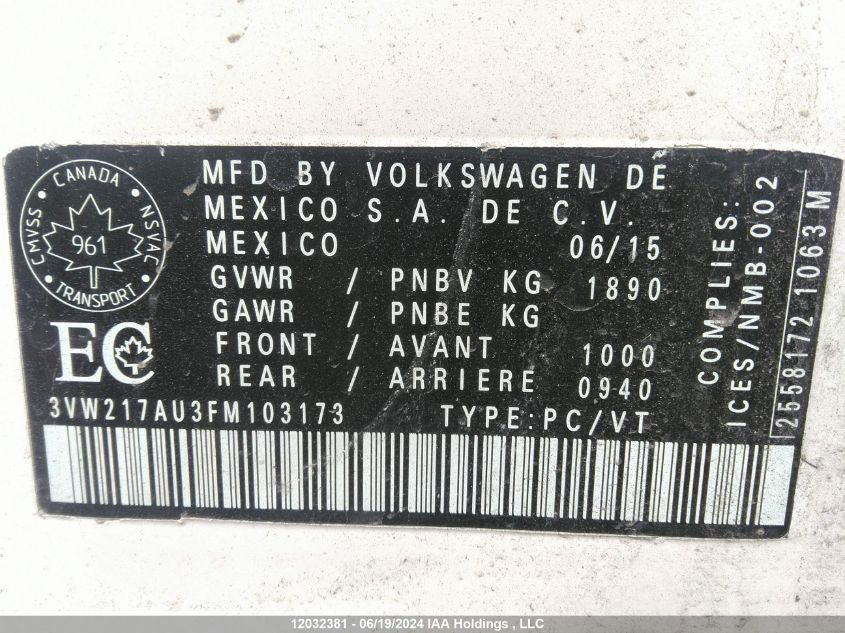 MFD BY VOLKSWAGEN DE
MEXICO S.A. DE C.V.
MEXICO 06/15
GVWR / PNBV KG 1890
GAWR / PNBE KG
FRONT / AVANT 1000
REAR / ARRIERE 0940
3VW217AU3FM103173 TYPE:PC/VT
CANADA
CMVSS NSVAC
961
TRANSPORT
EC
COMPLIES:
ICES/NMB-002
2558172 1063 M
12032381 - 06/19/2024 IAA Holdings , LLC